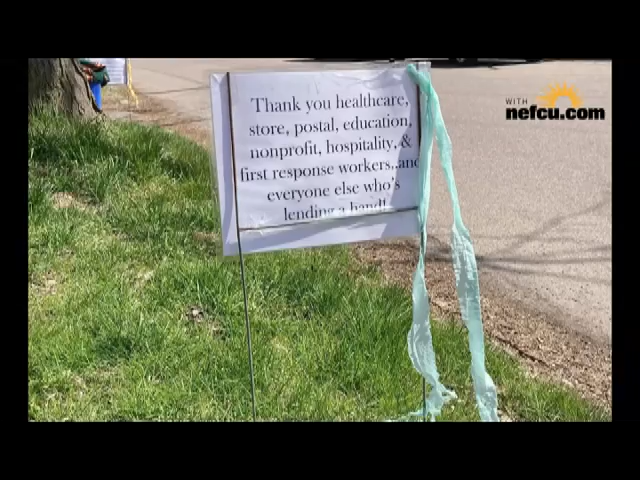 WITH
nefcu.com
Thank you healthcare,
store, postal, education,
nonprofit, hospitality, &
first response workers..and
everyone else who's
lending a hand!